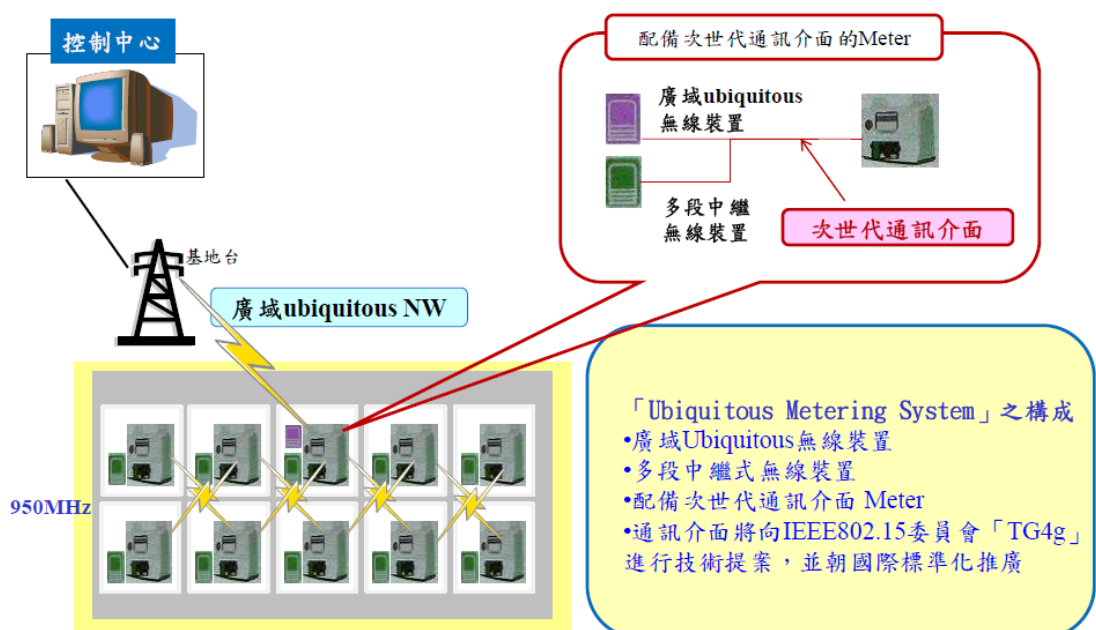 控制中心
配備次世代通訊介面的Meter
廣域ubiquitous
無線裝置
多段中繼
無線裝置
次世代通訊介面
基地台
廣域ubiquitous NW
950MHz
「Ubiquitous Metering System」之構成
•廣域Ubiquitous無線裝置
•多段中繼式無線裝置
•配備次世代通訊介面 Meter
•通訊介面將向IEEE802.15委員會「TG4g」
進行技術提案，並朝國際標準化推廣